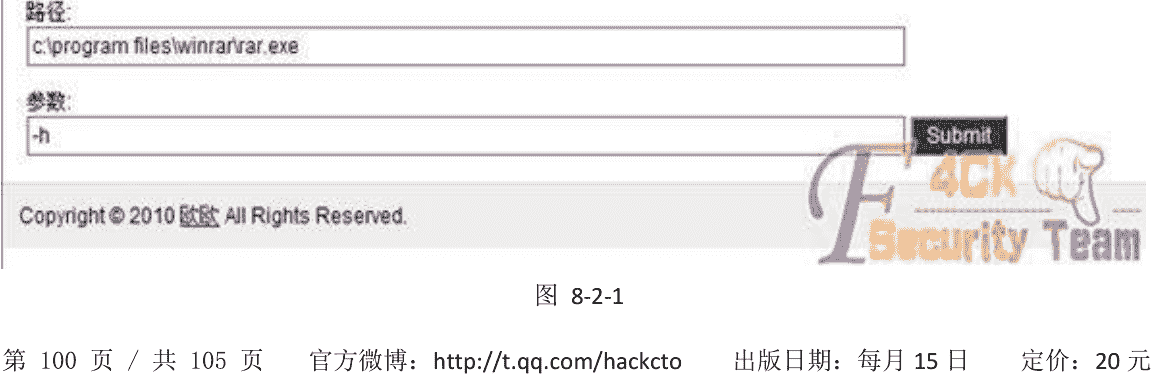 路径:
c:\program files\winrar\rar.exe
参数:
-h
Submit
F4CK
Security Team
Copyright © 2010 欧欧 All Rights Reserved.
图 8-2-1
第 100 页 / 共 105 页 官方微博：http://t.qq.com/hackcto 出版日期：每月 15 日 定价：20 元